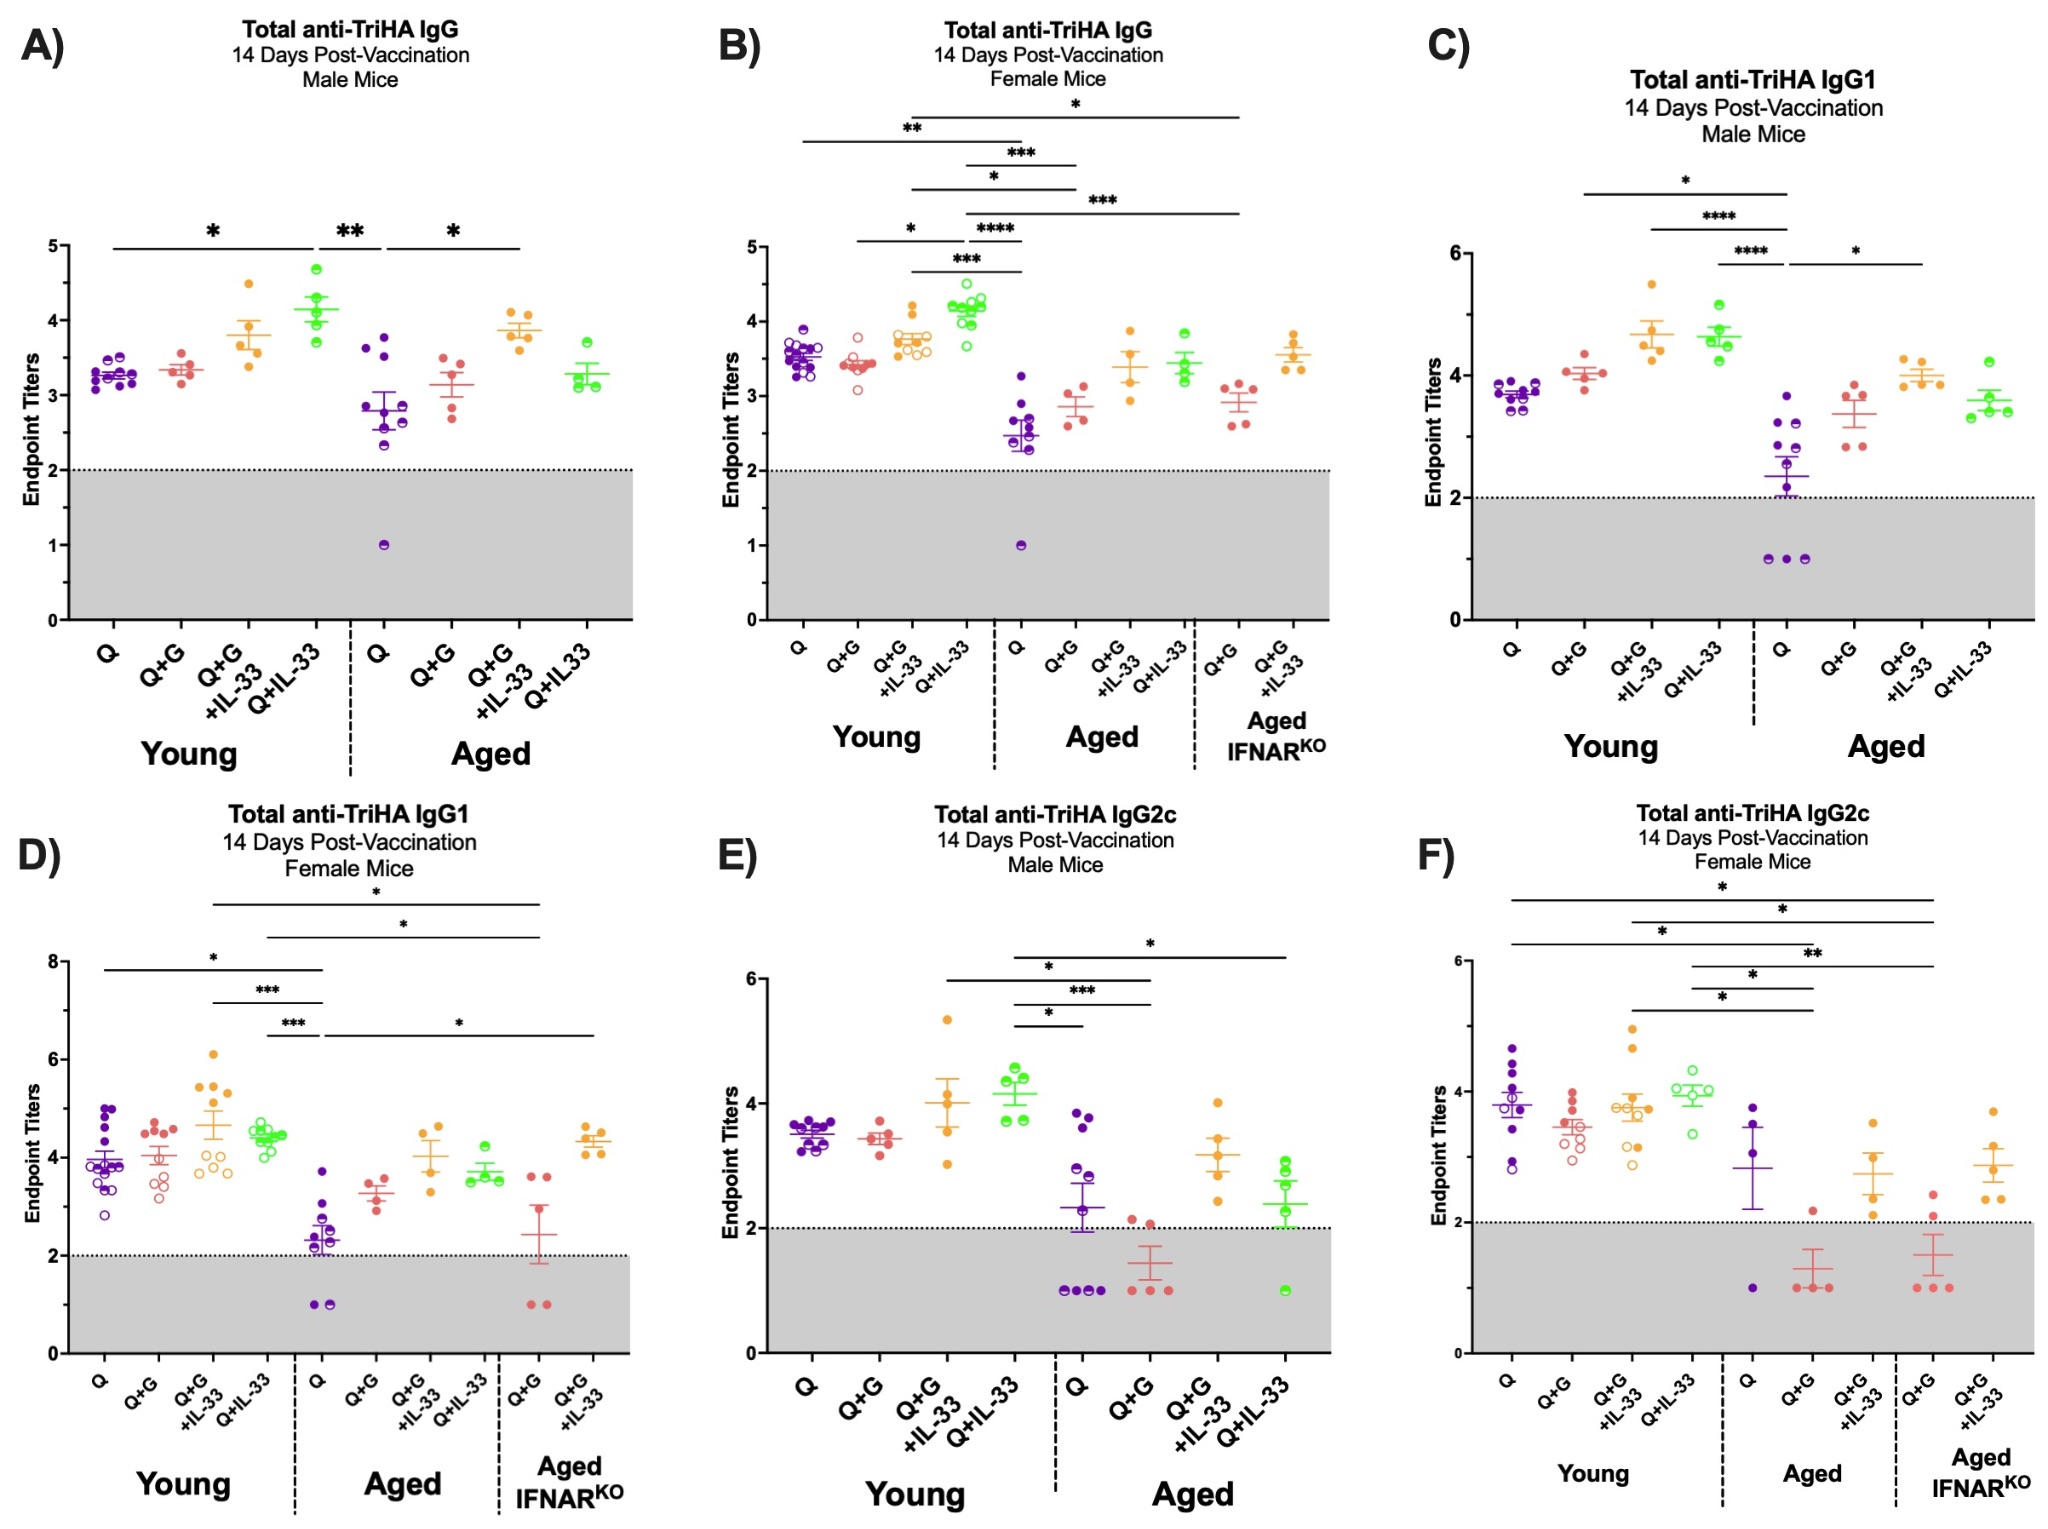 A)
Total anti-TriHA IgG
14 Days Post-Vaccination
Male Mice
* ** *
Endpoint Titers
5
4
3
2
1
0
Q
Q+G
Q+G
+IL-33
Q+IL-33
Q
Q+G
Q+G
+IL-33
Q+IL-33
Young
Aged
B)
Total anti-TriHA IgG
14 Days Post-Vaccination
Female Mice
*
**
***
*
***
* ****
***
Endpoint Titers
5
4
3
2
1
0
Q
Q+G
Q+G
+IL-33
Q+IL-33
Q
Q+G
Q+G
+IL-33
Q+IL-33
Q+G
Q+G
+IL-33
Young
Aged
Aged
IFNARKO
C)
Total anti-TriHA IgG1
14 Days Post-Vaccination
Male Mice
*
****
**** *
Endpoint Titers
6
4
2
0
Q
Q+G
Q+G
+IL-33
Q+IL-33
Q
Q+G
Q+G
+IL-33
Q+IL-33
Young
Aged
D)
Total anti-TriHA IgG1
14 Days Post-Vaccination
Female Mice
*
*
*
***
*** *
Endpoint Titers
8
6
4
2
0
Q
Q+G
Q+G
+IL-33
Q+IL-33
Q
Q+G
Q+G
+IL-33
Q+IL-33
Q+G
Q+G
+IL-33
Young
Aged
Aged
IFNARKO
E)
Total anti-TriHA IgG2c
14 Days Post-Vaccination
Male Mice
*
*
***
*
Endpoint Titers
6
4
2
0
Q
Q+G
Q+G
+IL-33
Q+IL-33
Q
Q+G
Q+G
+IL-33
Q+IL-33
Young
Aged
F)
Total anti-TriHA IgG2c
14 Days Post-Vaccination
Female Mice
*
*
*
**
*
*
Endpoint Titers
6
4
2
0
Q
Q+G
Q+G
+IL-33
Q+IL-33
Q
Q+G
Q+G
+IL-33
Q+G
Q+G
+IL-33
Young
Aged
Aged
IFNARKO